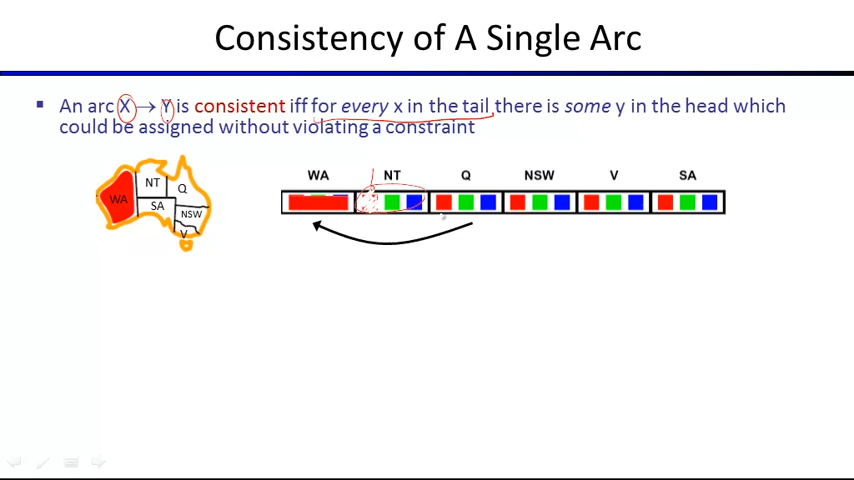 Consistency of A Single Arc
▪ An arc X → Y is consistent iff for every x in the tail there is some y in the head which
could be assigned without violating a constraint
WA NT Q NSW V SA
NT Q
WA SA
NSW
V